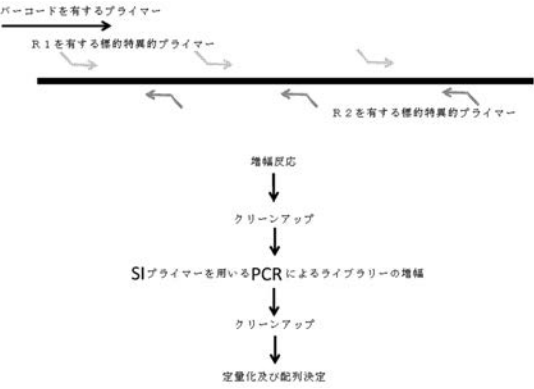 バーコードを有するプライマー
R1を有する標的特異的プライマー
R2を有する標的特異的プライマー
増幅反応
クリーンアップ
SIプライマーを用いるPCRによるライブラリーの増幅
クリーンアップ
定量化及び配列決定